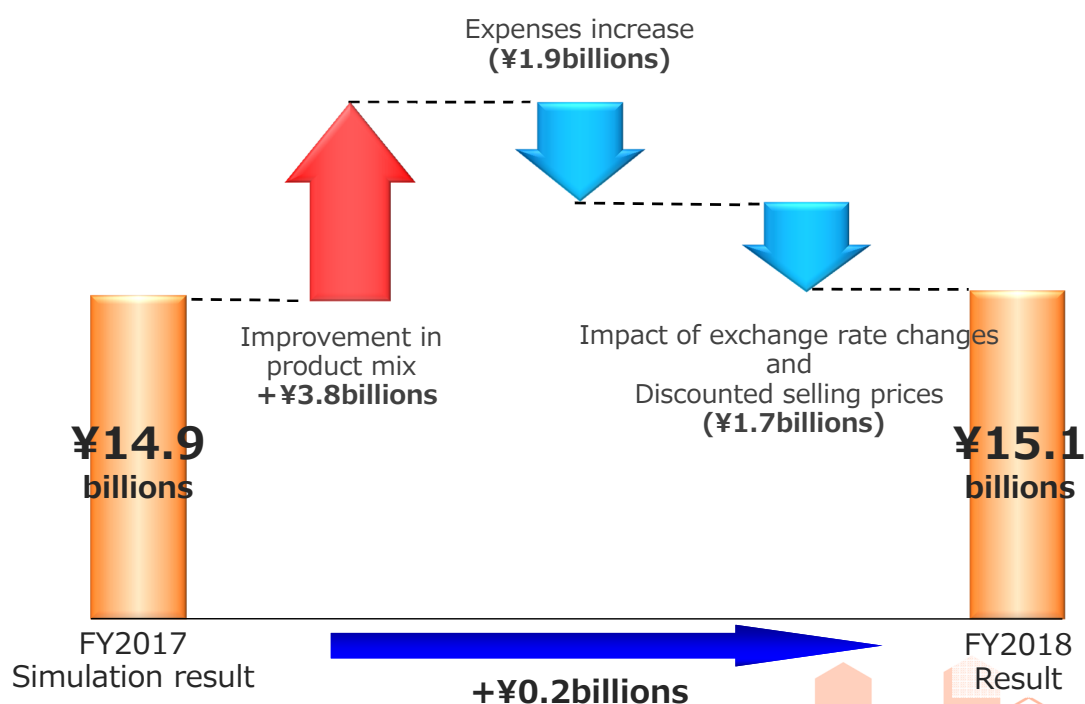 Expenses increase
(¥1.9billions)
Improvement in
product mix
+¥3.8billions
Impact of exchange rate changes
and
Discounted selling prices
(¥1.7billions)
¥14.9
billions
¥15.1
billions
FY2017
Simulation result
+¥0.2billions
FY2018
Result